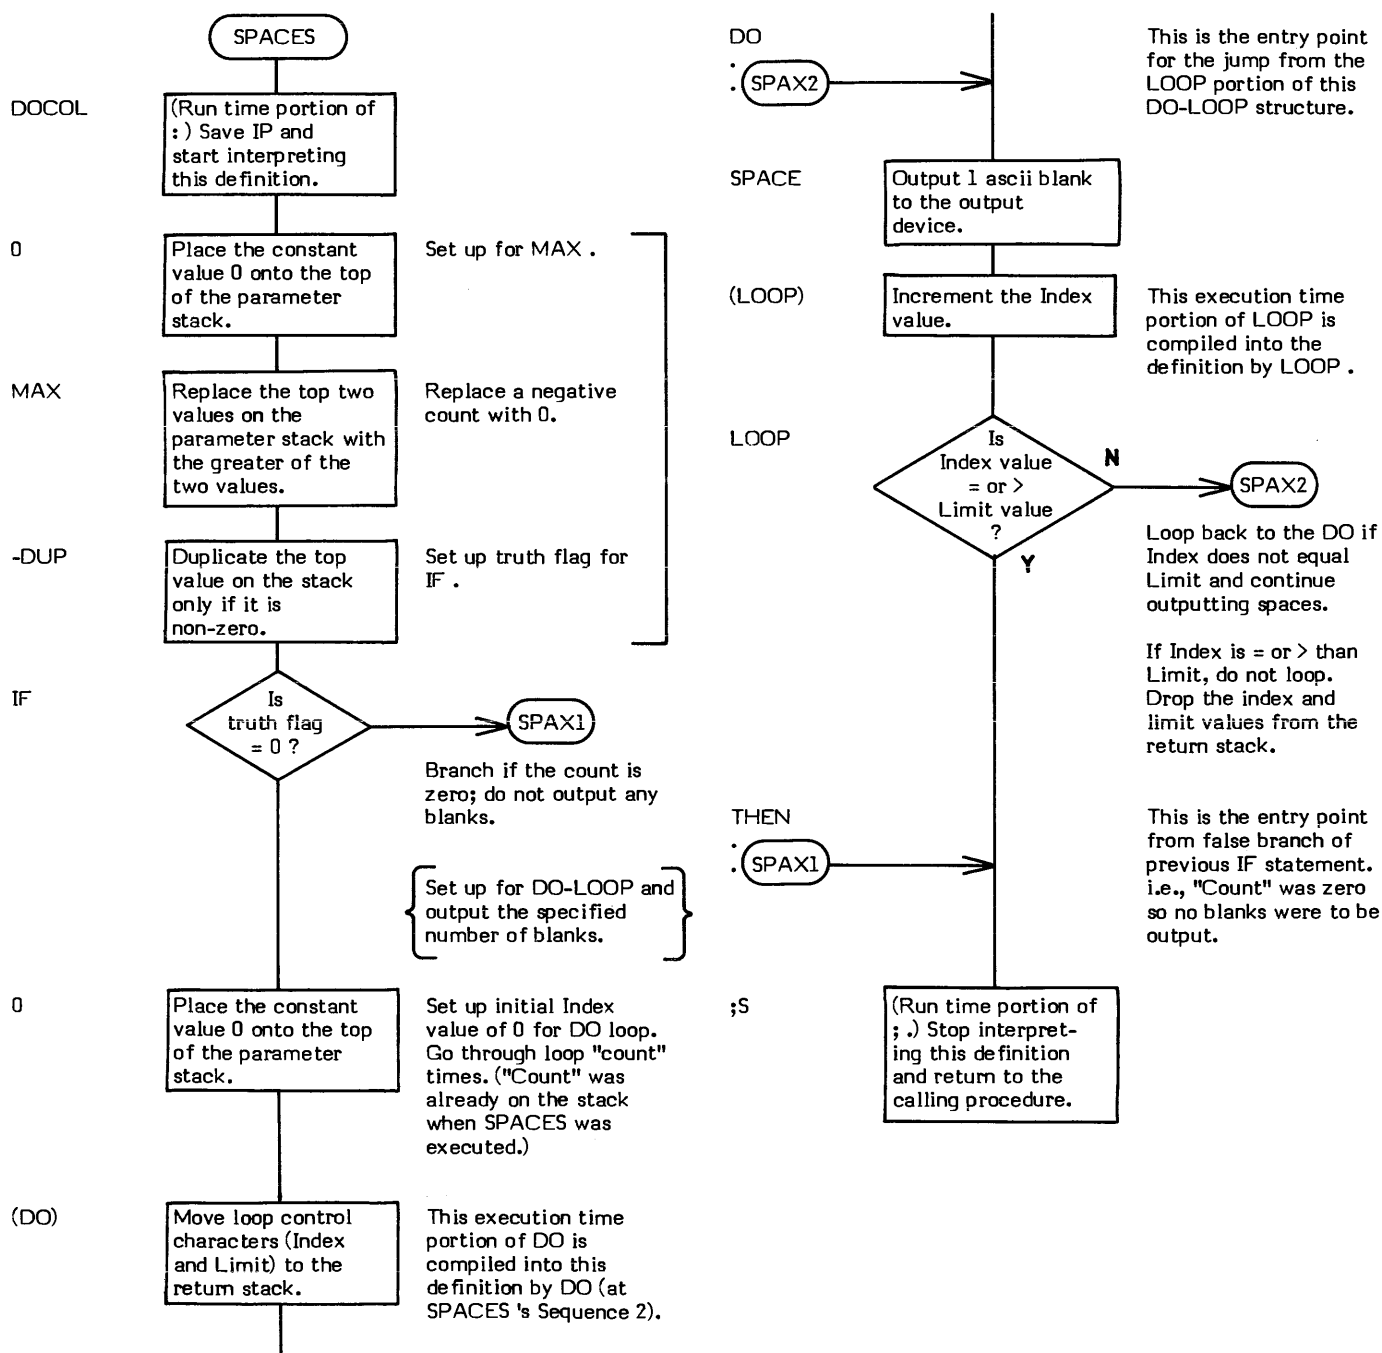 SPACES
DOCOL
(Run time portion of
: ) Save IP and
start interpreting
this definition.
0
Place the constant
value 0 onto the top
of the parameter
stack.
Set up for MAX .
MAX
Replace the top two
values on the
parameter stack with
the greater of the
two values.
Replace a negative
count with 0.
-DUP
Duplicate the top
value on the stack
only if it is
non-zero.
Set up truth flag for
IF .
IF
Is
truth flag
= 0 ?
SPAX1
Branch if the count is
zero; do not output any
blanks.
Set up for DO-LOOP and
output the specified
number of blanks.
0
Place the constant
value 0 onto the top
of the parameter
stack.
Set up initial Index
value of 0 for DO loop.
Go through loop "count"
times. ("Count" was
already on the stack
when SPACES was
executed.)
(DO)
Move loop control
characters (Index
and Limit) to the
return stack.
This execution time
portion of DO is
compiled into this
definition by DO (at
SPACES 's Sequence 2).
DO
: SPAX2
This is the entry point
for the jump from the
LOOP portion of this
DO-LOOP structure.
SPACE
Output 1 ascii blank
to the output
device.
(LOOP)
Increment the Index
value.
This execution time
portion of LOOP is
compiled into the
definition by LOOP .
LOOP
Is
Index value
= or >
Limit value
?
N
SPAX2
Y
Loop back to the DO if
Index does not equal
Limit and continue
outputting spaces.
If Index is = or > than
Limit, do not loop.
Drop the index and
limit values from the
return stack.
THEN
: SPAX1
This is the entry point
from false branch of
previous IF statement.
i.e., "Count" was zero
so no blanks were to be
output.
;S
(Run time portion of
; .) Stop interpret-
ing this definition
and return to the
calling procedure.